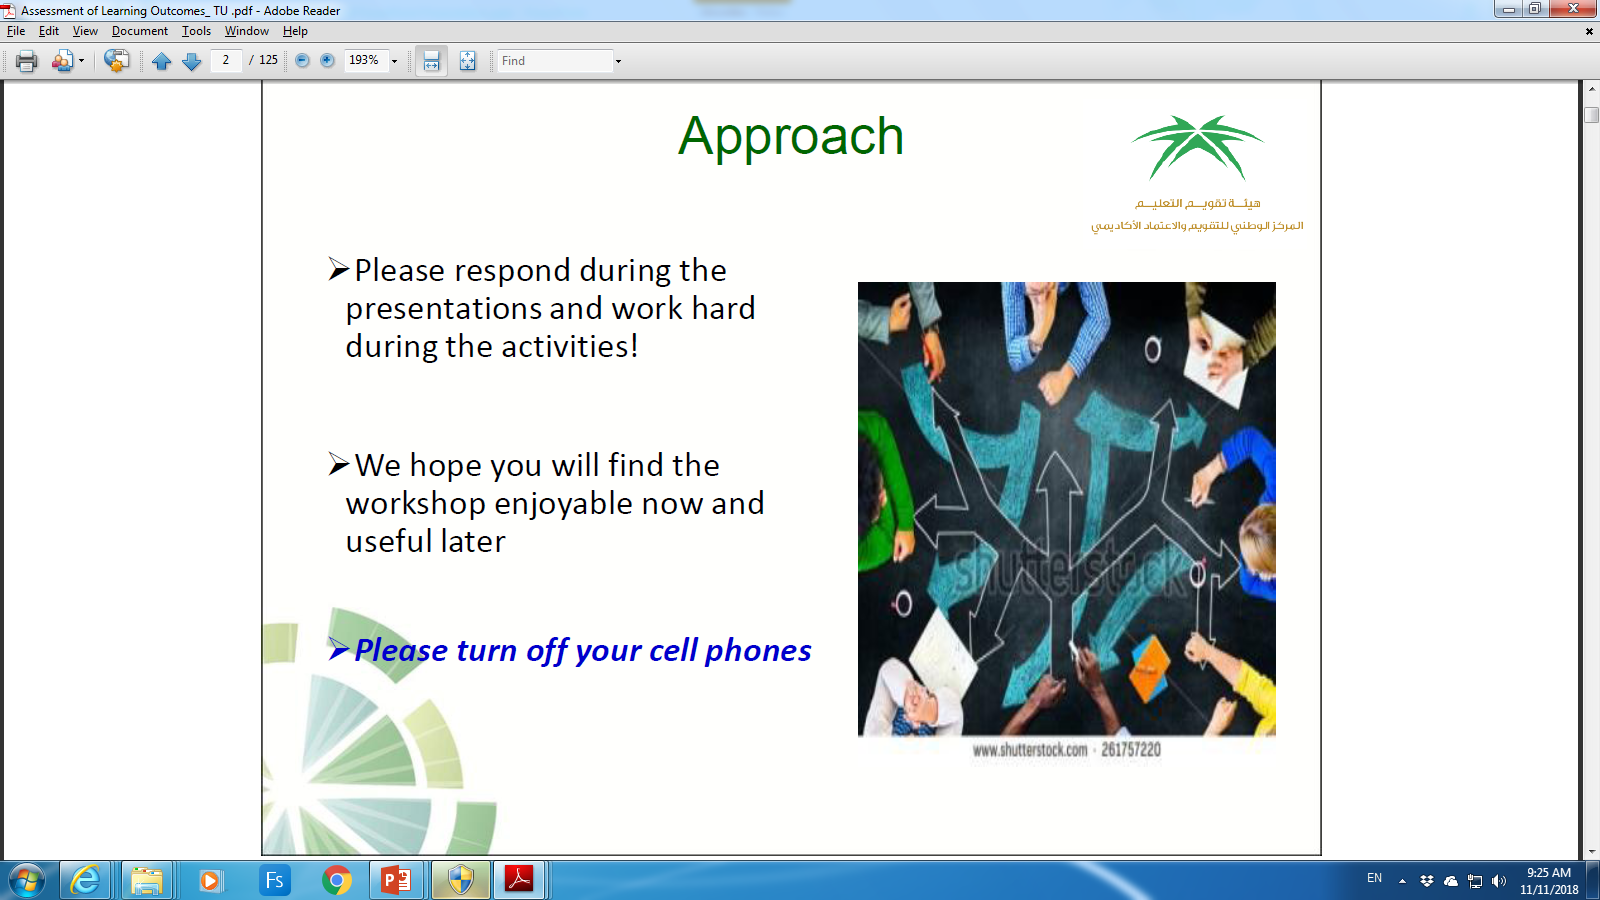 Assessment of Learning Outcomes_ TU .pdf - Adobe Reader
File Edit View Document Tools Window Help
2 / 125 193% Find
Approach
هيئة تقويم التعليم
المركز الوطني للتقويم والاعتماد الأكاديمي
➢Please respond during the
presentations and work hard
during the activities!
➢We hope you will find the
workshop enjoyable now and
useful later
➢Please turn off your cell phones
shutterstock
www.shutterstock.com · 261757220
Fs
EN
9:25 AM
11/11/2018